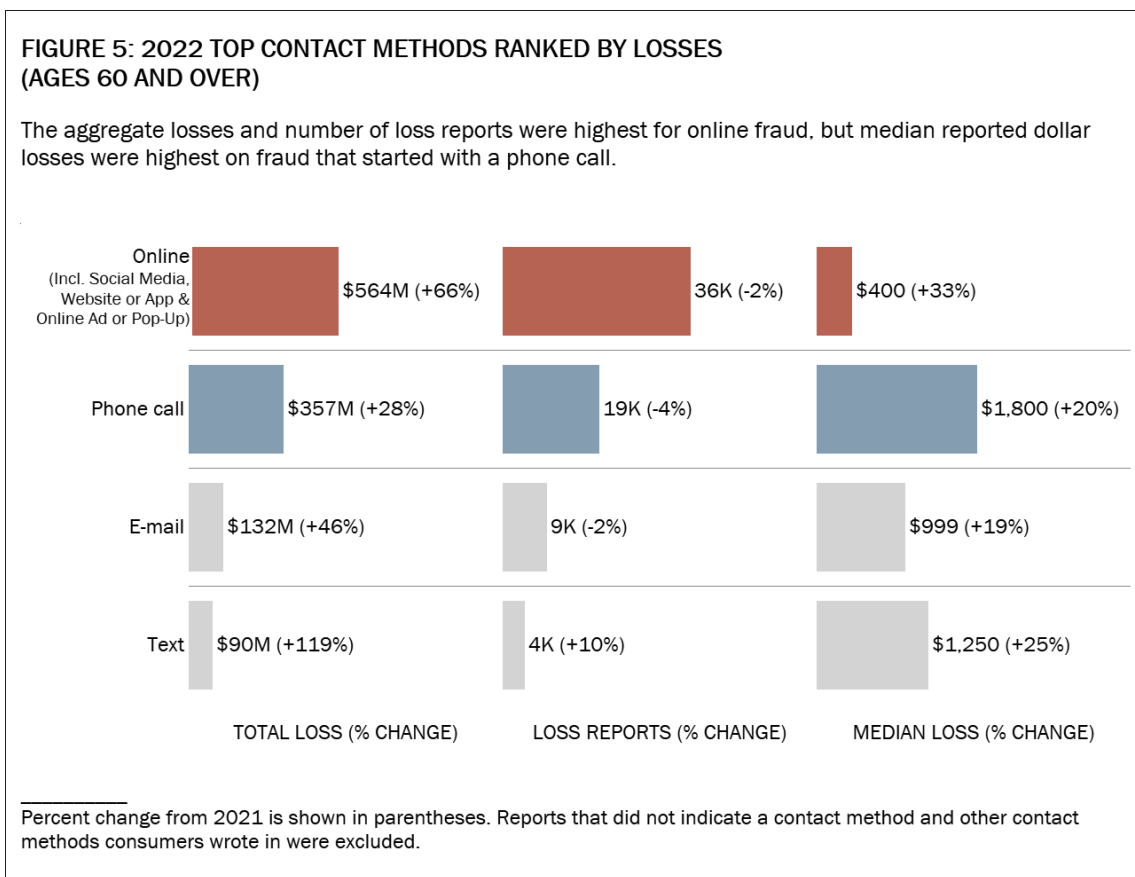 FIGURE 5: 2022 TOP CONTACT METHODS RANKED BY LOSSES
(AGES 60 AND OVER)
The aggregate losses and number of loss reports were highest for online fraud, but median reported dollar
losses were highest on fraud that started with a phone call.
Online
(Incl. Social Media,
Website or App &
Online Ad or Pop-Up)
$564M (+66%)
36K (-2%)
$400 (+33%)
Phone call
$357M (+28%)
19K (-4%)
$1,800 (+20%)
E-mail
$132M (+46%)
9K (-2%)
$999 (+19%)
Text
$90M (+119%)
4K (+10%)
$1,250 (+25%)
TOTAL LOSS (% CHANGE)
LOSS REPORTS (% CHANGE)
MEDIAN LOSS (% CHANGE)
Percent change from 2021 is shown in parentheses. Reports that did not indicate a contact method and other contact
methods consumers wrote in were excluded.